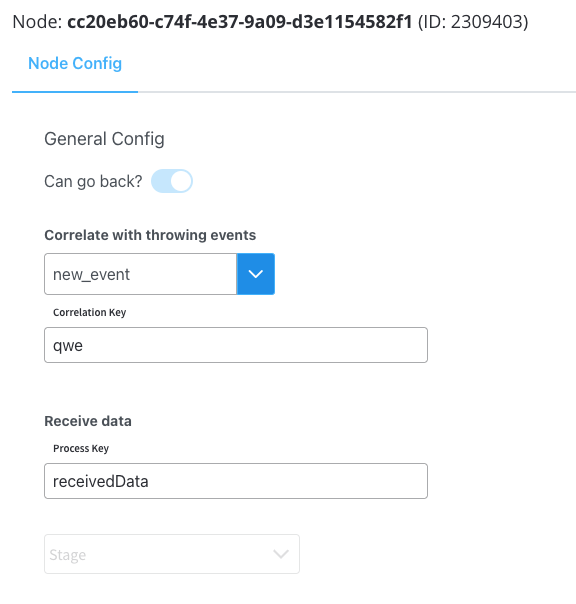 Node: cc20eb60-c74f-4e37-9a09-d3e1154582f1 (ID: 2309403)
Node Config
General Config
Can go back?
Correlate with throwing events
new_event
Correlation Key
qwe
Receive data
Process Key
receivedData
Stage